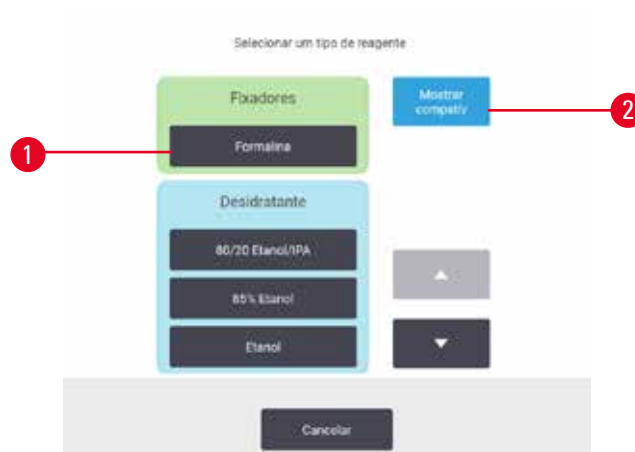 Selecionar um tipo de reagente
Fixadores
Mostrar
compatív
2
Formalina
1
Desidratante
80/20 Etanol/IPA
85% Etanol
Etanol
Cancelar